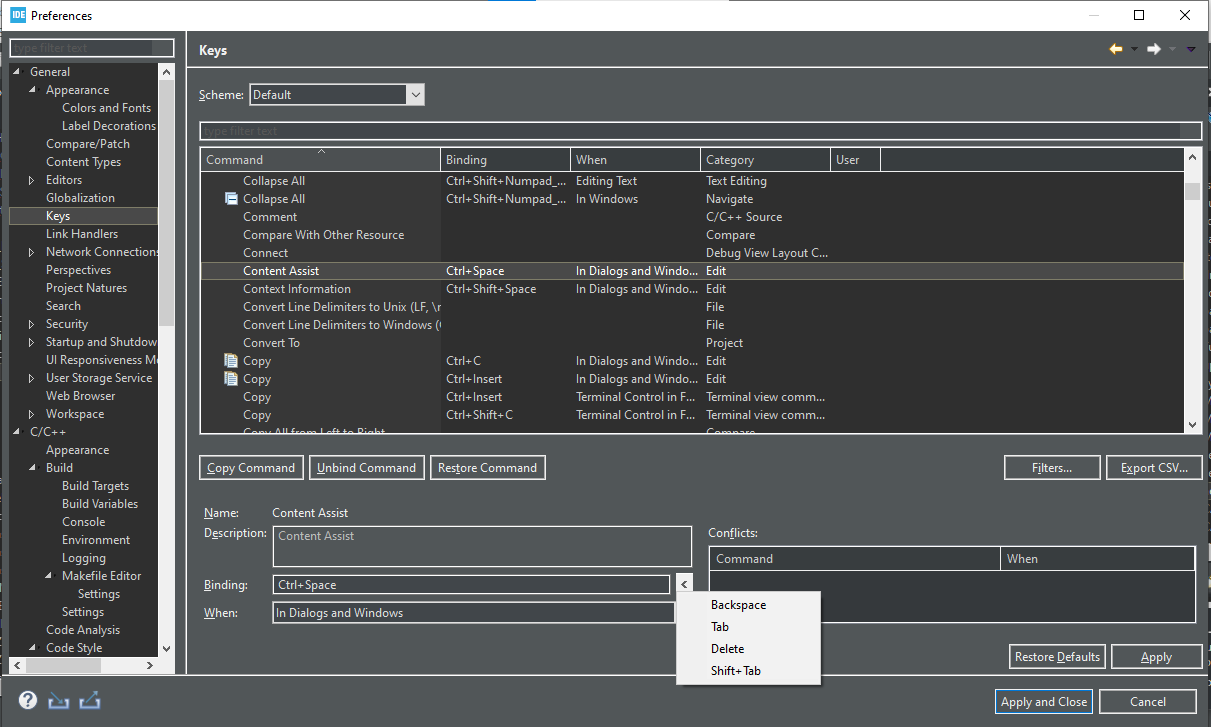 IDE Preferences
type filter text
General
Appearance
Colors and Fonts
Label Decorations
Compare/Patch
Content Types
Editors
Globalization
Keys
Link Handlers
Network Connections
Perspectives
Project Natures
Search
Security
Startup and Shutdow
UI Responsiveness M
User Storage Service
Web Browser
Workspace
C/C++
Appearance
Build
Build Targets
Build Variables
Console
Environment
Logging
Makefile Editor
Settings
Settings
Code Analysis
Code Style
Keys
Scheme: Default
type filter text
Command Binding When Category User
Collapse All Ctrl+Shift+Numpad_... Editing Text Text Editing
Collapse All Ctrl+Shift+Numpad_... In Windows Navigate
Comment C/C++ Source
Compare With Other Resource Compare
Connect Debug View Layout C...
Content Assist Ctrl+Space In Dialogs and Windo... Edit
Context Information Ctrl+Shift+Space In Dialogs and Windo... Edit
Convert Line Delimiters to Unix (LF, \r File
Convert Line Delimiters to Windows ( File
Convert To Project
Copy Ctrl+C In Dialogs and Windo... Edit
Copy Ctrl+Insert In Dialogs and Windo... Edit
Copy Ctrl+Insert Terminal Control in F... Terminal view comm...
Copy Ctrl+Shift+C Terminal Control in F... Terminal view comm...
Copy All from Left to Right Compare
Copy Command Unbind Command Restore Command Filters... Export CSV...
Name: Content Assist
Description: Content Assist
Binding: Ctrl+Space <
When: In Dialogs and Windows
Conflicts:
Command When
Backspace
Tab
Delete
Shift+Tab
Restore Defaults Apply
? Apply and Close Cancel